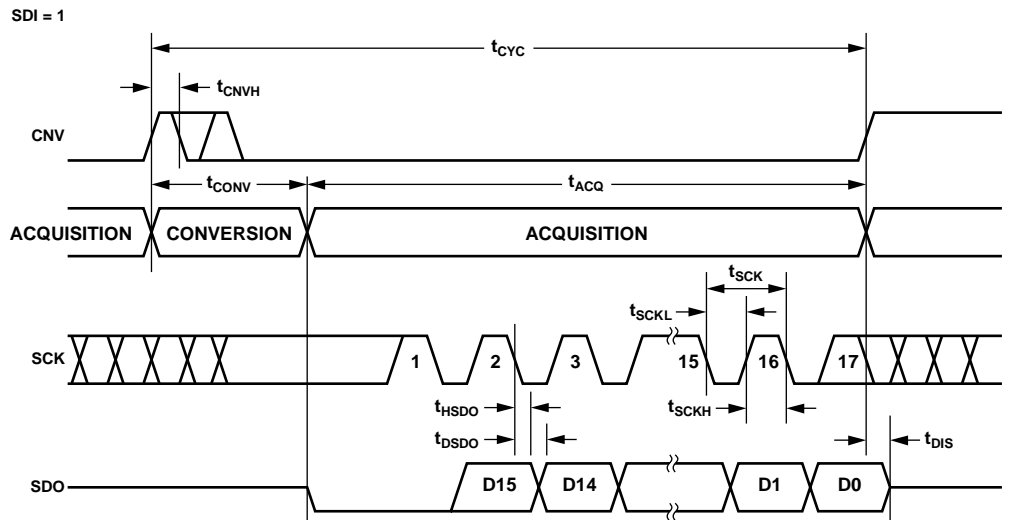 SDI = 1
tCYC
tCNVH
CNV
tCONV
tACQ
ACQUISITION CONVERSION ACQUISITION
tSCK
tSCKL
SCK 1 2 3 15 16 17
tHSDO tSCKH
tDSDO tDIS
SDO D15 D14 D1 D0